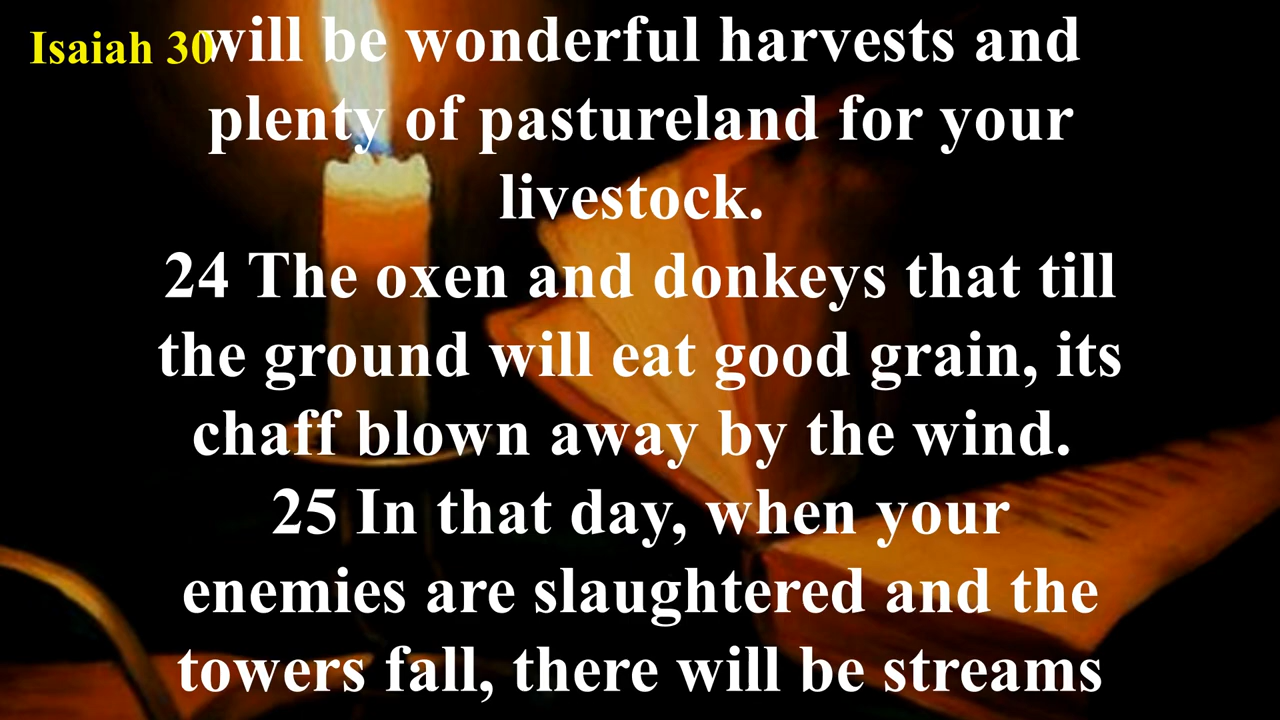 Isaiah 30
will be wonderful harvests and
plenty of pastureland for your
livestock.
24 The oxen and donkeys that till
the ground will eat good grain, its
chaff blown away by the wind.
25 In that day, when your
enemies are slaughtered and the
towers fall, there will be streams